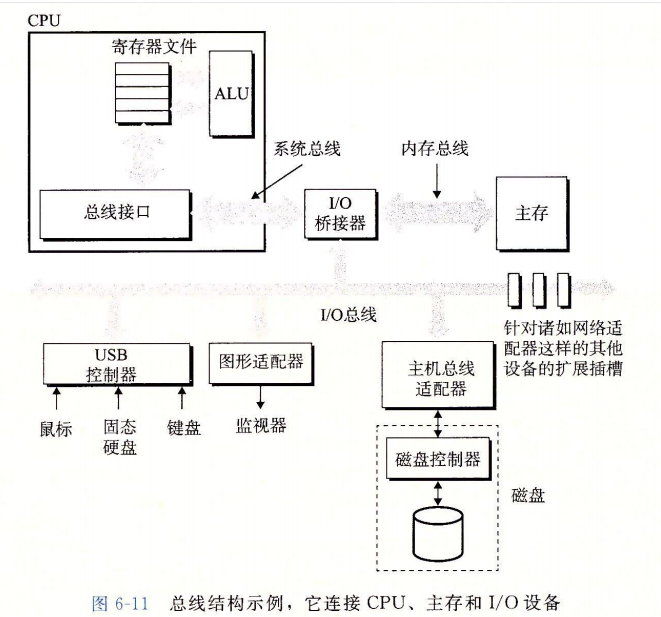 CPU
寄存器文件
ALU
系统总线
内存总线
总线接口
I/O
桥接器
主存
I/O总线
针对诸如网络适
配器这样的其他
设备的扩展插槽
USB
控制器
图形适配器
主机总线
适配器
鼠标
固态
硬盘
键盘
监视器
磁盘控制器
磁盘
图 6-11 总线结构示例，它连接 CPU、主存和 I/O 设备